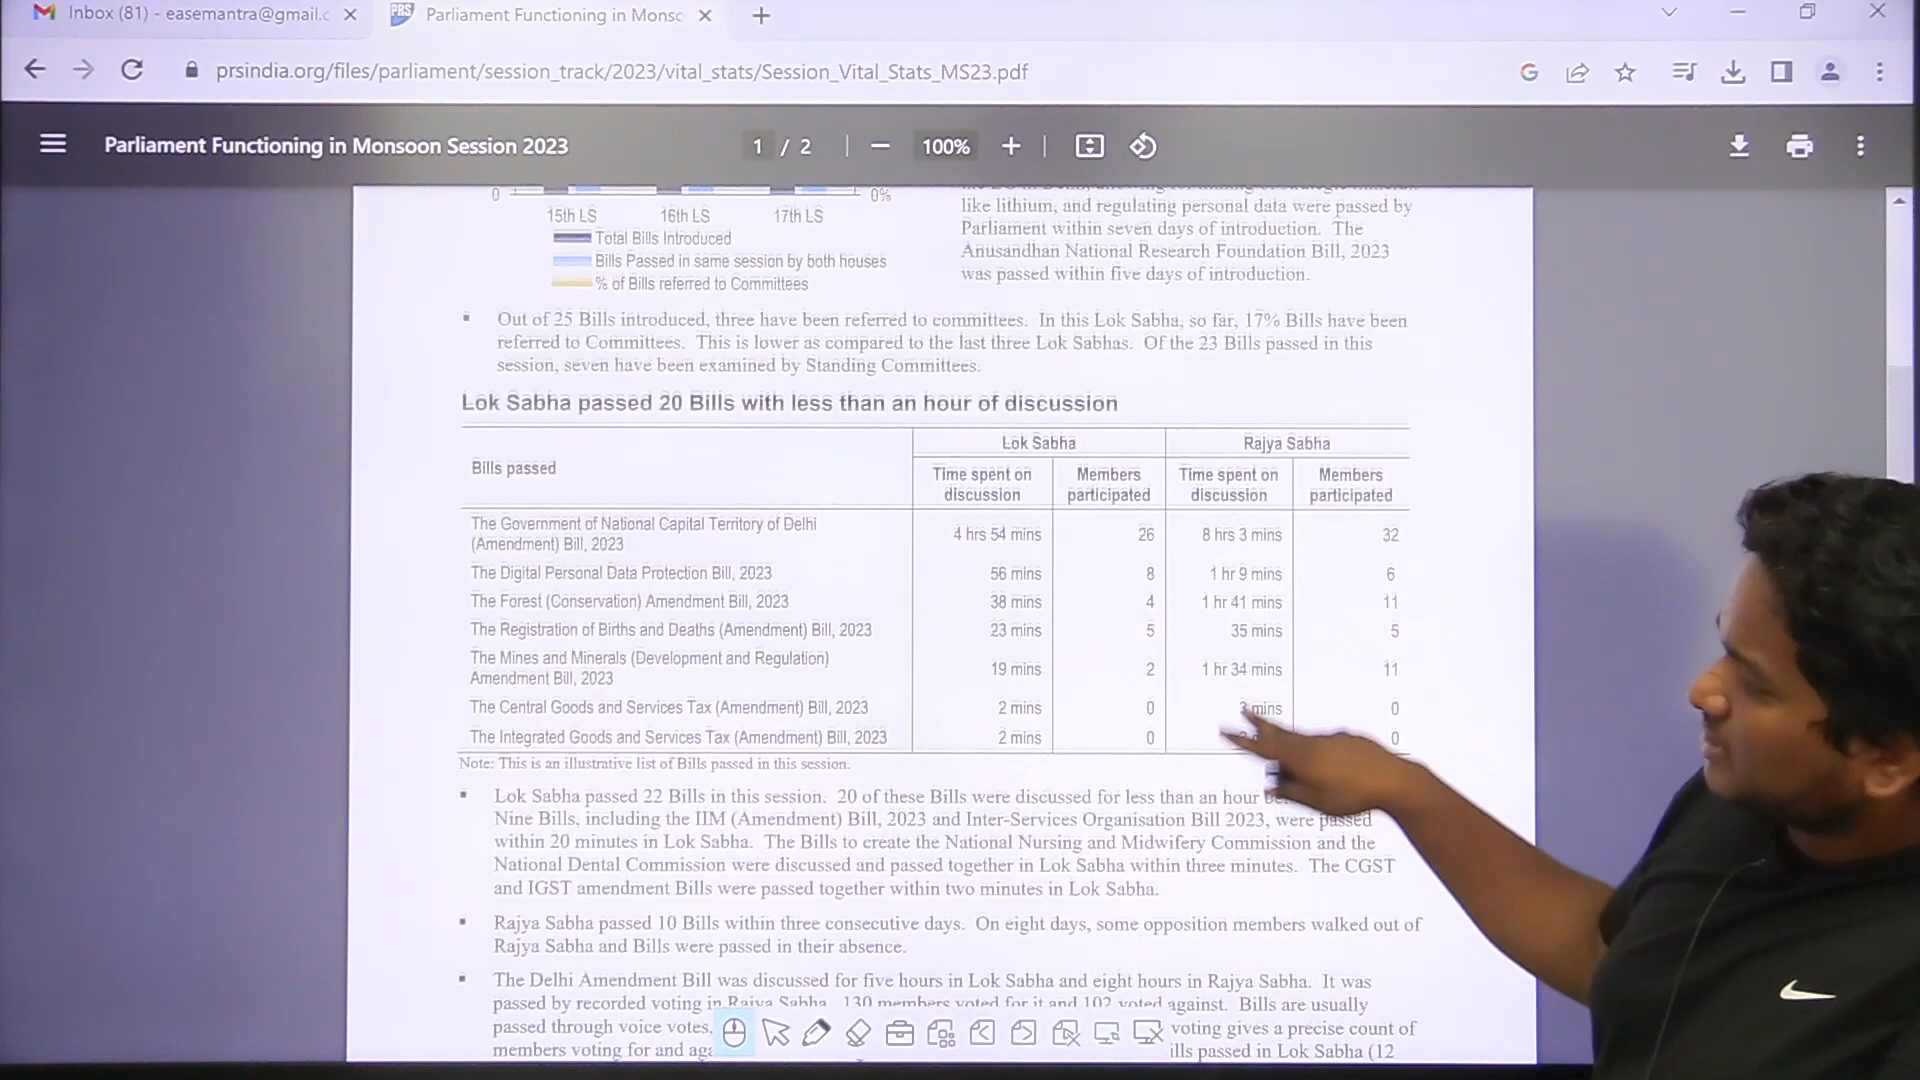 Inbox (81) - easemantra@gmail.c
PRS
Parliament Functioning in Monsc
prsindia.org/files/parliament/session_track/2023/vital_stats/Session_Vital_Stats_MS23.pdf
Parliament Functioning in Monsoon Session 2023
1 / 2
100%
0
0%
15th LS 16th LS 17th LS
Total Bills Introduced
Bills Passed in same session by both houses
% of Bills referred to Committees
like lithium, and regulating personal data were passed by
Parliament within seven days of introduction. The
Anusandhan National Research Foundation Bill, 2023
was passed within five days of introduction.
Out of 25 Bills introduced, three have been referred to committees. In this Lok Sabha, so far, 17% Bills have been
referred to Committees. This is lower as compared to the last three Lok Sabhas. Of the 23 Bills passed in this
session, seven have been examined by Standing Committees.
Lok Sabha passed 20 Bills with less than an hour of discussion
Lok Sabha Rajya Sabha
Bills passed
Time spent on Members Time spent on Members
discussion participated discussion participated
The Government of National Capital Territory of Delhi
(Amendment) Bill, 2023 4 hrs 54 mins 26 8 hrs 3 mins 32
The Digital Personal Data Protection Bill, 2023 56 mins 8 1 hr 9 mins 6
The Forest (Conservation) Amendment Bill, 2023 38 mins 4 1 hr 41 mins 11
The Registration of Births and Deaths (Amendment) Bill, 2023 23 mins 5 35 mins 5
The Mines and Minerals (Development and Regulation)
Amendment Bill, 2023 19 mins 2 1 hr 34 mins 11
The Central Goods and Services Tax (Amendment) Bill, 2023 2 mins 0 3 mins 0
The Integrated Goods and Services Tax (Amendment) Bill, 2023 2 mins 0 0
Note: This is an illustrative list of Bills passed in this session.
Lok Sabha passed 22 Bills in this session. 20 of these Bills were discussed for less than an hour
Nine Bills, including the IIM (Amendment) Bill, 2023 and Inter-Services Organisation Bill 2023, were passed
within 20 minutes in Lok Sabha. The Bills to create the National Nursing and Midwifery Commission and the
National Dental Commission were discussed and passed together in Lok Sabha within three minutes. The CGST
and IGST amendment Bills were passed together within two minutes in Lok Sabha.
Rajya Sabha passed 10 Bills within three consecutive days. On eight days, some opposition members walked out of
Rajya Sabha and Bills were passed in their absence.
The Delhi Amendment Bill was discussed for five hours in Lok Sabha and eight hours in Rajya Sabha. It was
passed by recorded voting in Rajya Sabha. 130 members voted for it and 102 voted against. Bills are usually
passed through voice votes. voting gives a precise count of
members voting for and aga ills passed in Lok Sabha (12